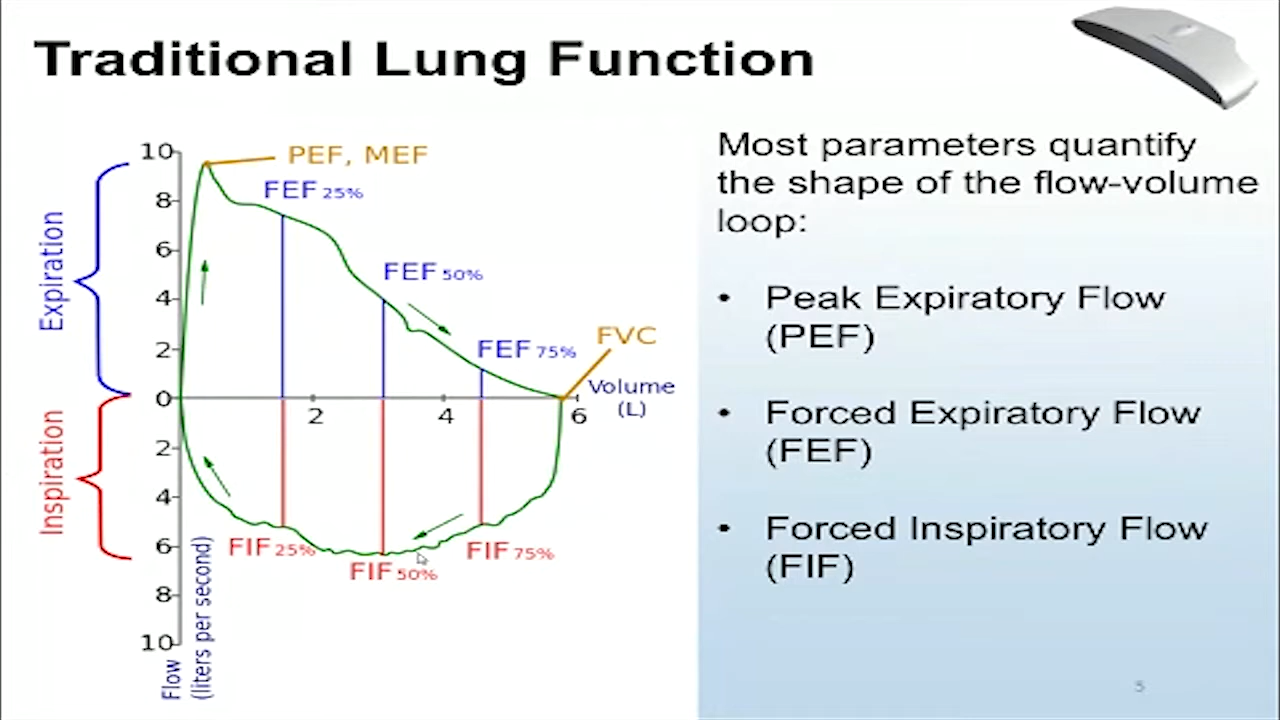 Traditional Lung Function
10
PEF, MEF
FEF 25%
8
6
FEF 50%
4
FEF 75%
FVC
2
Volume
(L)
0
2 4 6
2
4
6
FIF 25%
FIF 50%
FIF 75%
8
10
Expiration
Inspiration
Flow
(liters per second)
Most parameters quantify
the shape of the flow-volume
loop:
• Peak Expiratory Flow
(PEF)
• Forced Expiratory Flow
(FEF)
• Forced Inspiratory Flow
(FIF)
5